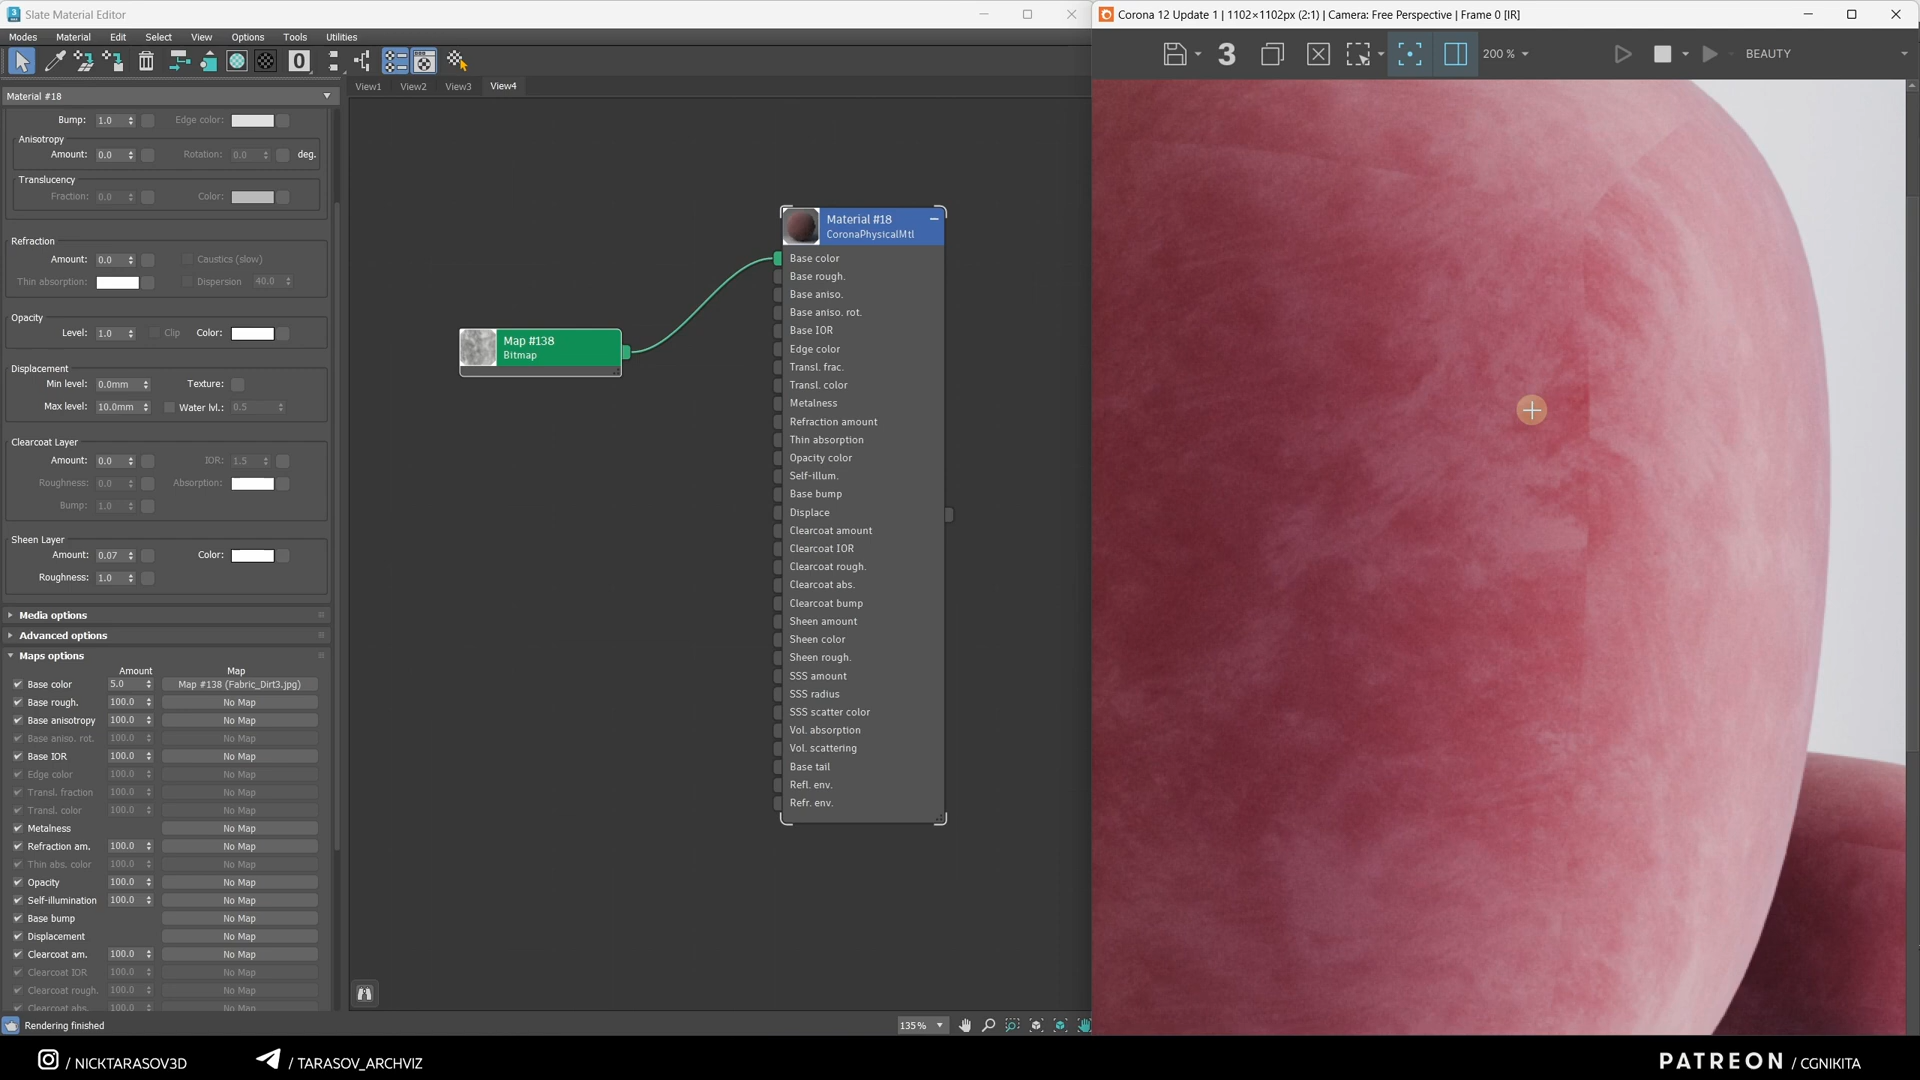 Slate Material Editor
Modes Material Edit Select View Options Tools Utilities
Material #18
Bump: 1.0 Edge color:
Anisotropy
Amount: 0.0 Rotation: 0.0 deg.
Translucency
Fraction: 0.0 Color:
Refraction
Amount: 0.0 Caustics (slow)
Thin absorption: Dispersion 40.0
Opacity
Level: 1.0 Clip Color:
Displacement
Min level: 0.0mm Texture:
Max level: 10.0mm Water lvl.: 0.5
Clearcoat Layer
Amount: 0.0 IOR: 1.5
Roughness: 0.0 Absorption:
Bump: 1.0
Sheen Layer
Amount: 0.07 Color:
Roughness: 1.0
Media options
Advanced options
Maps options
Amount Map
Base color 5.0 Map #138 (Fabric_Dirt3.jpg)
Base rough. 100.0 No Map
Base anisotropy 100.0 No Map
Base aniso. rot. 100.0 No Map
Base IOR 100.0 No Map
Edge color 100.0 No Map
Transl. fraction 100.0 No Map
Transl. color 100.0 No Map
Metalness No Map
Refraction am. 100.0 No Map
Thin abs. color 100.0 No Map
Opacity 100.0 No Map
Self-illumination 100.0 No Map
Base bump No Map
Displacement No Map
Clearcoat am. 100.0 No Map
Clearcoat IOR 100.0 No Map
Clearcoat rough. 100.0 No Map
Clearcoat abs. 100.0 No Map
Rendering finished
View1 View2 View3 View4
Map #138
Bitmap
Material #18
CoronaPhysicalMtl
Base color
Base rough.
Base aniso.
Base aniso. rot.
Base IOR
Edge color
Transl. frac.
Transl. color
Metalness
Refraction amount
Thin absorption
Opacity color
Self-illum.
Base bump
Displace
Clearcoat amount
Clearcoat IOR
Clearcoat rough.
Clearcoat abs.
Clearcoat bump
Sheen amount
Sheen color
Sheen rough.
SSS amount
SSS radius
SSS scatter color
Vol. absorption
Vol. scattering
Base tail
Refl. env.
Refr. env.
135%
Corona 12 Update 1 | 1102×1102px (2:1) | Camera: Free Perspective | Frame 0 [IR]
3 200 % BEAUTY
/ NICKTARASOV3D
/ TARASOV_ARCHVIZ
PATREON / CGNIKITA